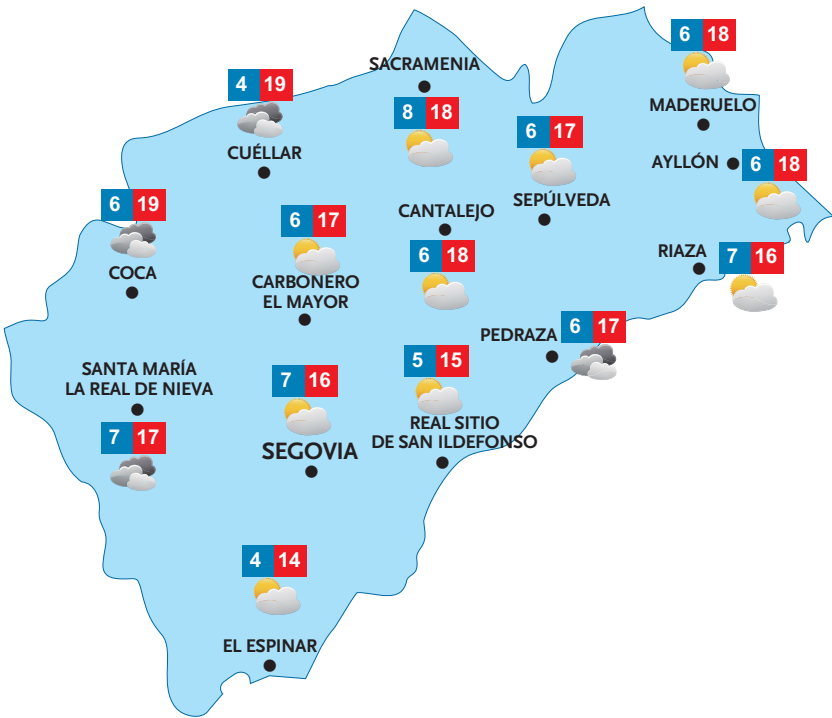 6 18
MADERUELO
SACRAMENIA
8 18
4 19
CUÉLLAR
6 17
SEPÚLVEDA
AYLLÓN
6 18
6 19
COCA
6 17
CARBONERO
EL MAYOR
CANTALEJO
6 18
RIAZA
7 16
PEDRAZA
6 17
SANTA MARÍA
LA REAL DE NIEVA
7 17
7 16
SEGOVIA
5 15
REAL SITIO
DE SAN ILDEFONSO
4 14
EL ESPINAR